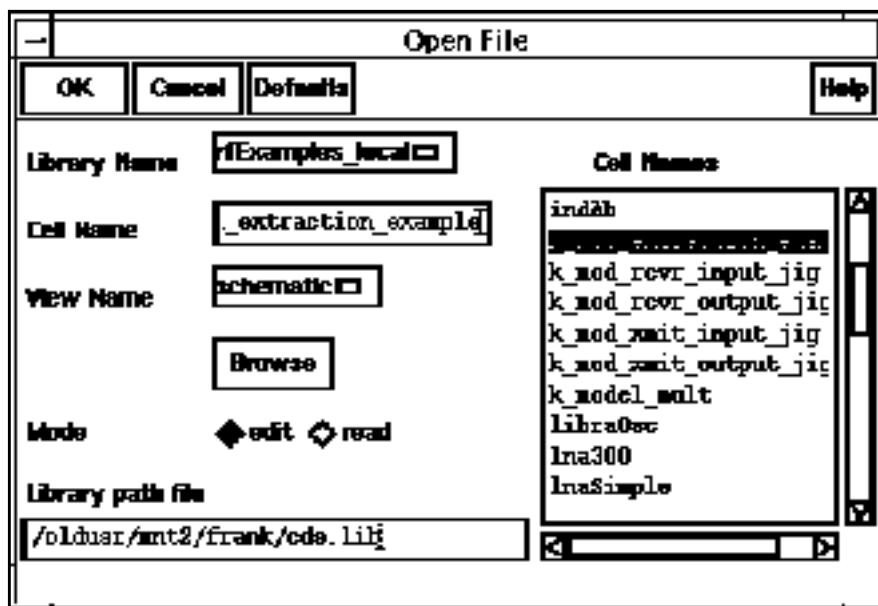 Open File
OK Cancel Defaults Help
Library Name rfExamples_local
Cell Name ._extraction_example
View Name schematic
Browse
Mode edit read
Library path file
/oldusr/mnt2/frank/cds.lib
Cell Names
indAb
k_mod_rcvr_input_jig
k_mod_rcvr_output_jig
k_mod_xmit_input_jig
k_mod_xmit_output_jig
k_model_mult
libraOsc
lna300
lnaSimple